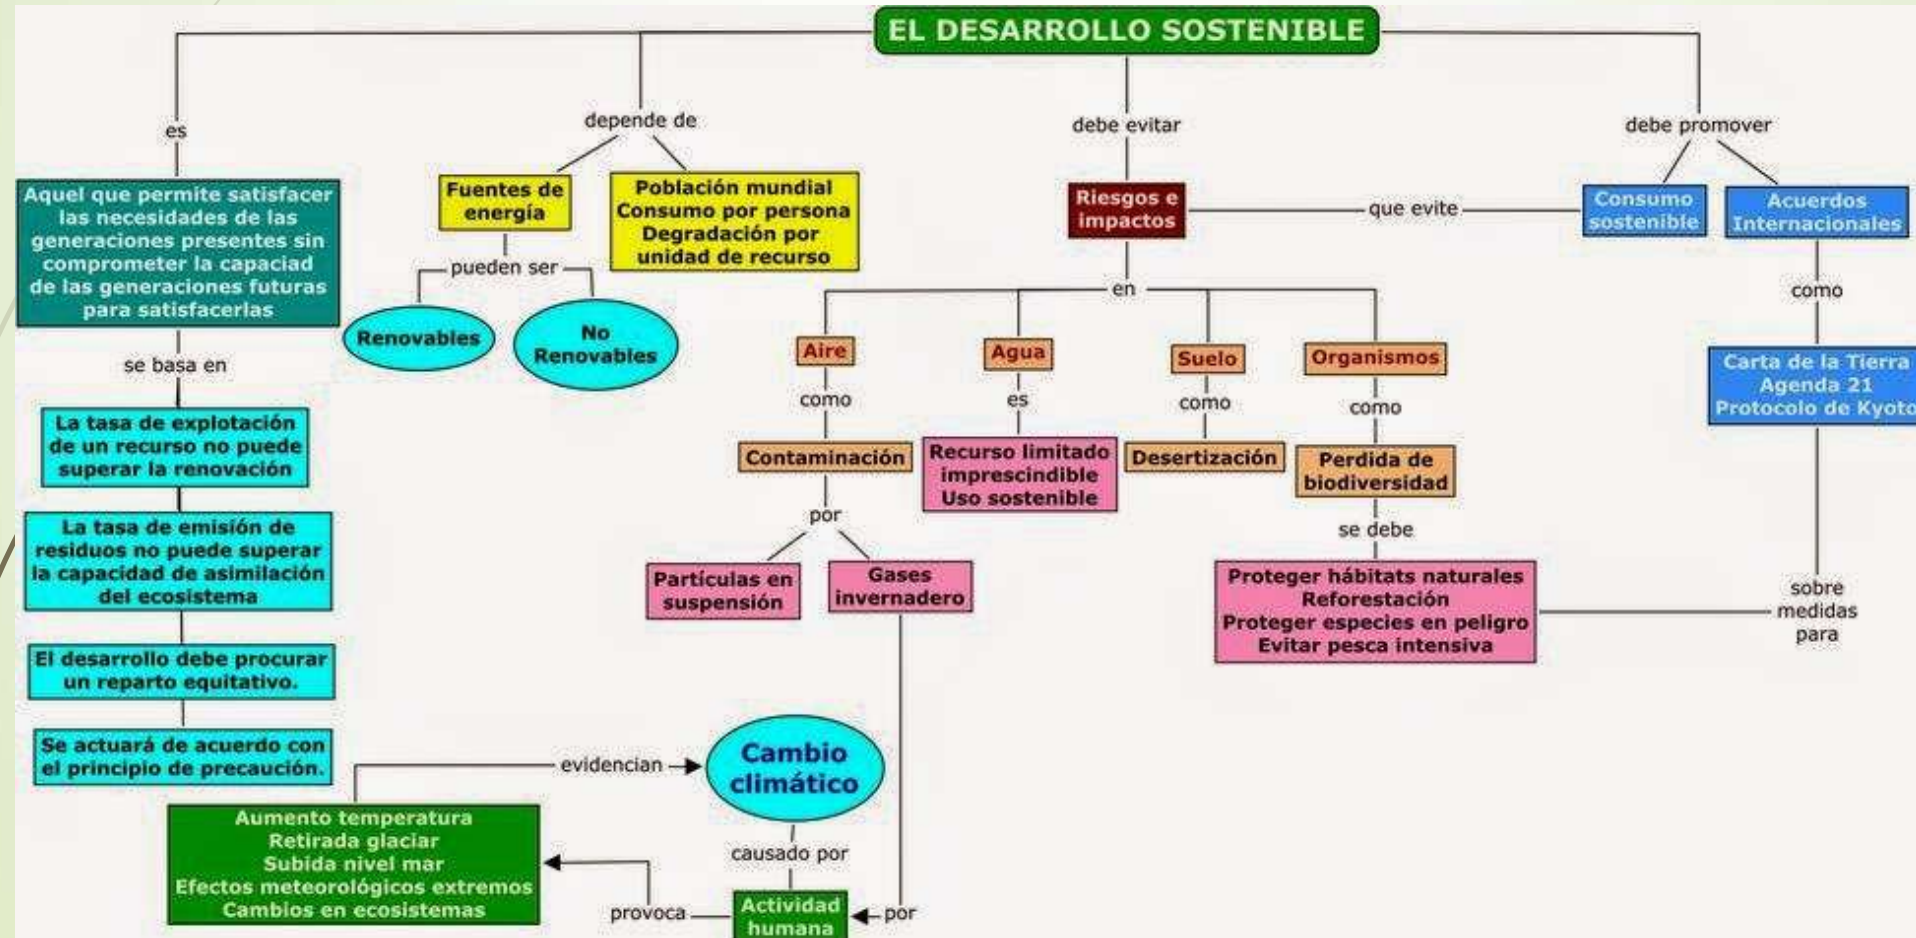 EL DESARROLLO SOSTENIBLE
es
Aquel que permite satisfacer
las necesidades de las
generaciones presentes sin
comprometer la capaciad
de las generaciones futuras
para satisfacerlas
se basa en
La tasa de explotación
de un recurso no puede
superar la renovación
La tasa de emisión de
residuos no puede superar
la capacidad de asimilación
del ecosistema
El desarrollo debe procurar
un reparto equitativo.
Se actuará de acuerdo con
el principio de precaución.
depende de
Fuentes de
energía
pueden ser
Renovables
No
Renovables
Población mundial
Consumo por persona
Degradación por
unidad de recurso
debe evitar
Riesgos e
impactos
en
Aire
como
Contaminación
por
Partículas en
suspensión
Gases
invernadero
por
Actividad
humana
provoca
Aumento temperatura
Retirada glaciar
Subida nivel mar
Efectos meteorológicos extremos
Cambios en ecosistemas
evidencian
Cambio
climático
causado por
Agua
es
Recurso limitado
imprescindible
Uso sostenible
Suelo
como
Desertización
Organismos
como
Perdida de
biodiversidad
se debe
Proteger hábitats naturales
Reforestación
Proteger especies en peligro
Evitar pesca intensiva
debe promover
Consumo
sostenible
que evite
Acuerdos
Internacionales
como
Carta de la Tierra
Agenda 21
Protocolo de Kyoto
sobre
medidas
para